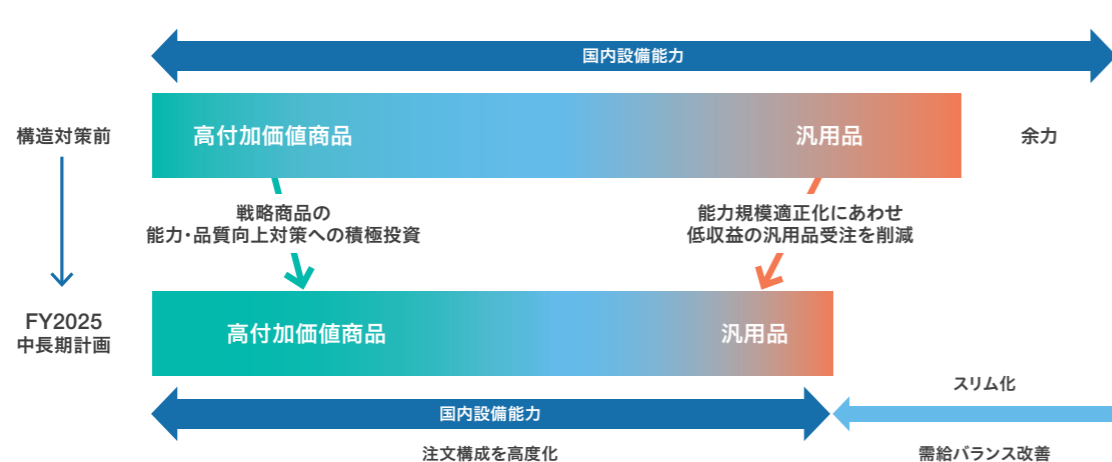 国内設備能力
構造対策前
高付加価値商品
汎用品
余力
戦略商品の
能力・品質向上対策への積極投資
能力規模適正化にあわせ
低収益の汎用品受注を削減
FY2025
中長期計画
高付加価値商品
汎用品
スリム化
国内設備能力
注文構成を高度化
需給バランス改善